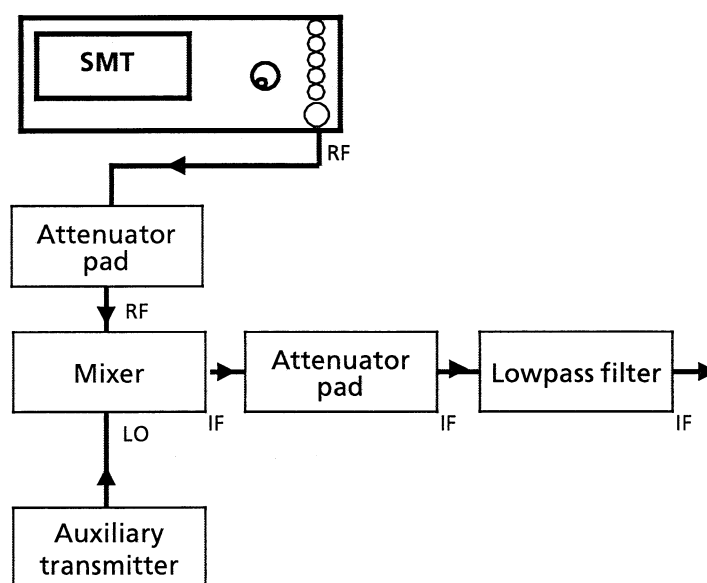 SMT
RF
Attenuator
pad
RF
Mixer
IF
Attenuator
pad
IF
Lowpass filter
IF
LO
Auxiliary
transmitter